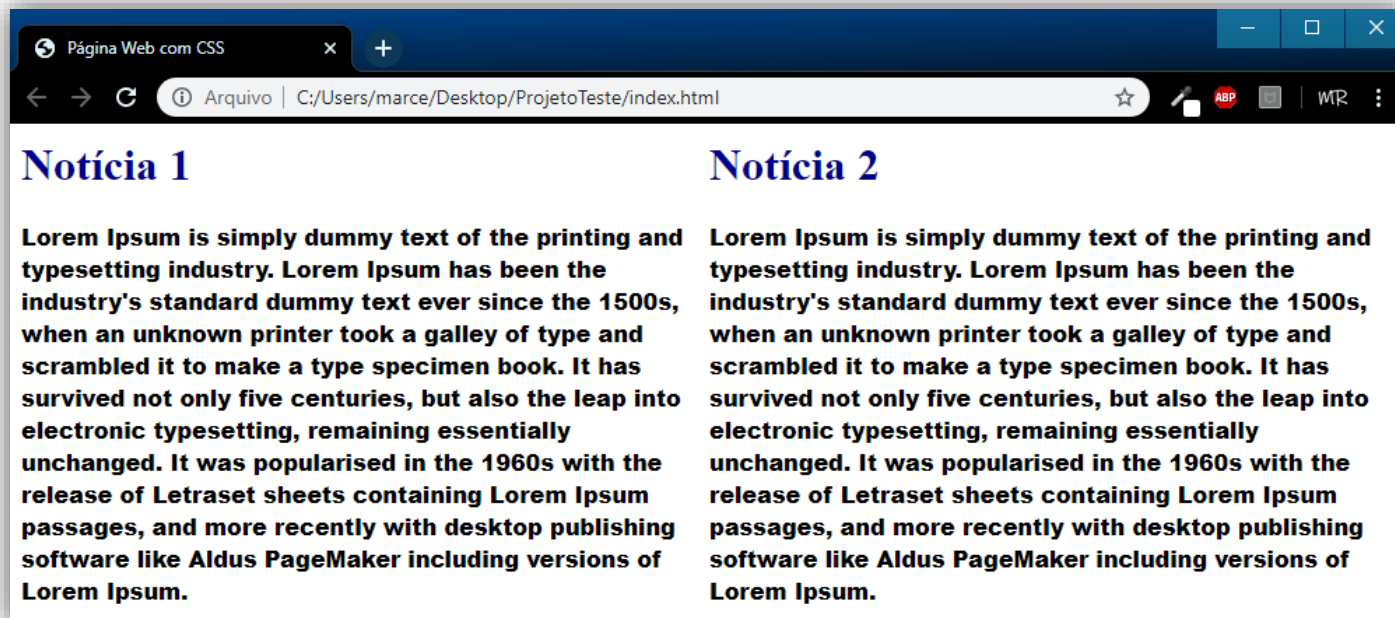 Página Web com CSS
Arquivo | C:/Users/marce/Desktop/ProjetoTeste/index.html
ABP
MR
Notícia 1
Lorem Ipsum is simply dummy text of the printing and
typesetting industry. Lorem Ipsum has been the
industry's standard dummy text ever since the 1500s,
when an unknown printer took a galley of type and
scrambled it to make a type specimen book. It has
survived not only five centuries, but also the leap into
electronic typesetting, remaining essentially
unchanged. It was popularised in the 1960s with the
release of Letraset sheets containing Lorem Ipsum
passages, and more recently with desktop publishing
software like Aldus PageMaker including versions of
Lorem Ipsum.
Notícia 2
Lorem Ipsum is simply dummy text of the printing and
typesetting industry. Lorem Ipsum has been the
industry's standard dummy text ever since the 1500s,
when an unknown printer took a galley of type and
scrambled it to make a type specimen book. It has
survived not only five centuries, but also the leap into
electronic typesetting, remaining essentially
unchanged. It was popularised in the 1960s with the
release of Letraset sheets containing Lorem Ipsum
passages, and more recently with desktop publishing
software like Aldus PageMaker including versions of
Lorem Ipsum.